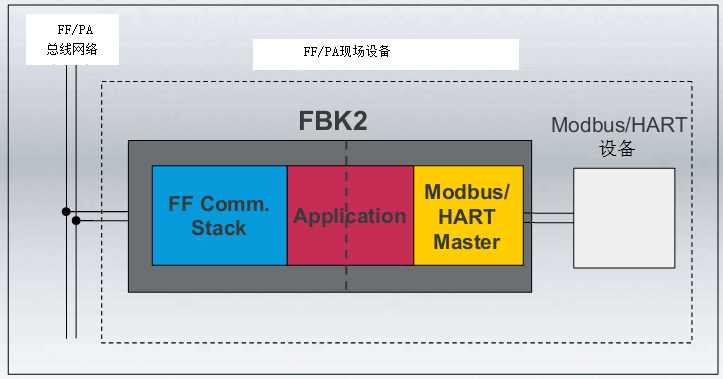 FF/PA
总线网络
FF/PA现场设备
FBK2
Modbus/HART
设备
FF Comm.
Stack
Application
Modbus/
HART
Master